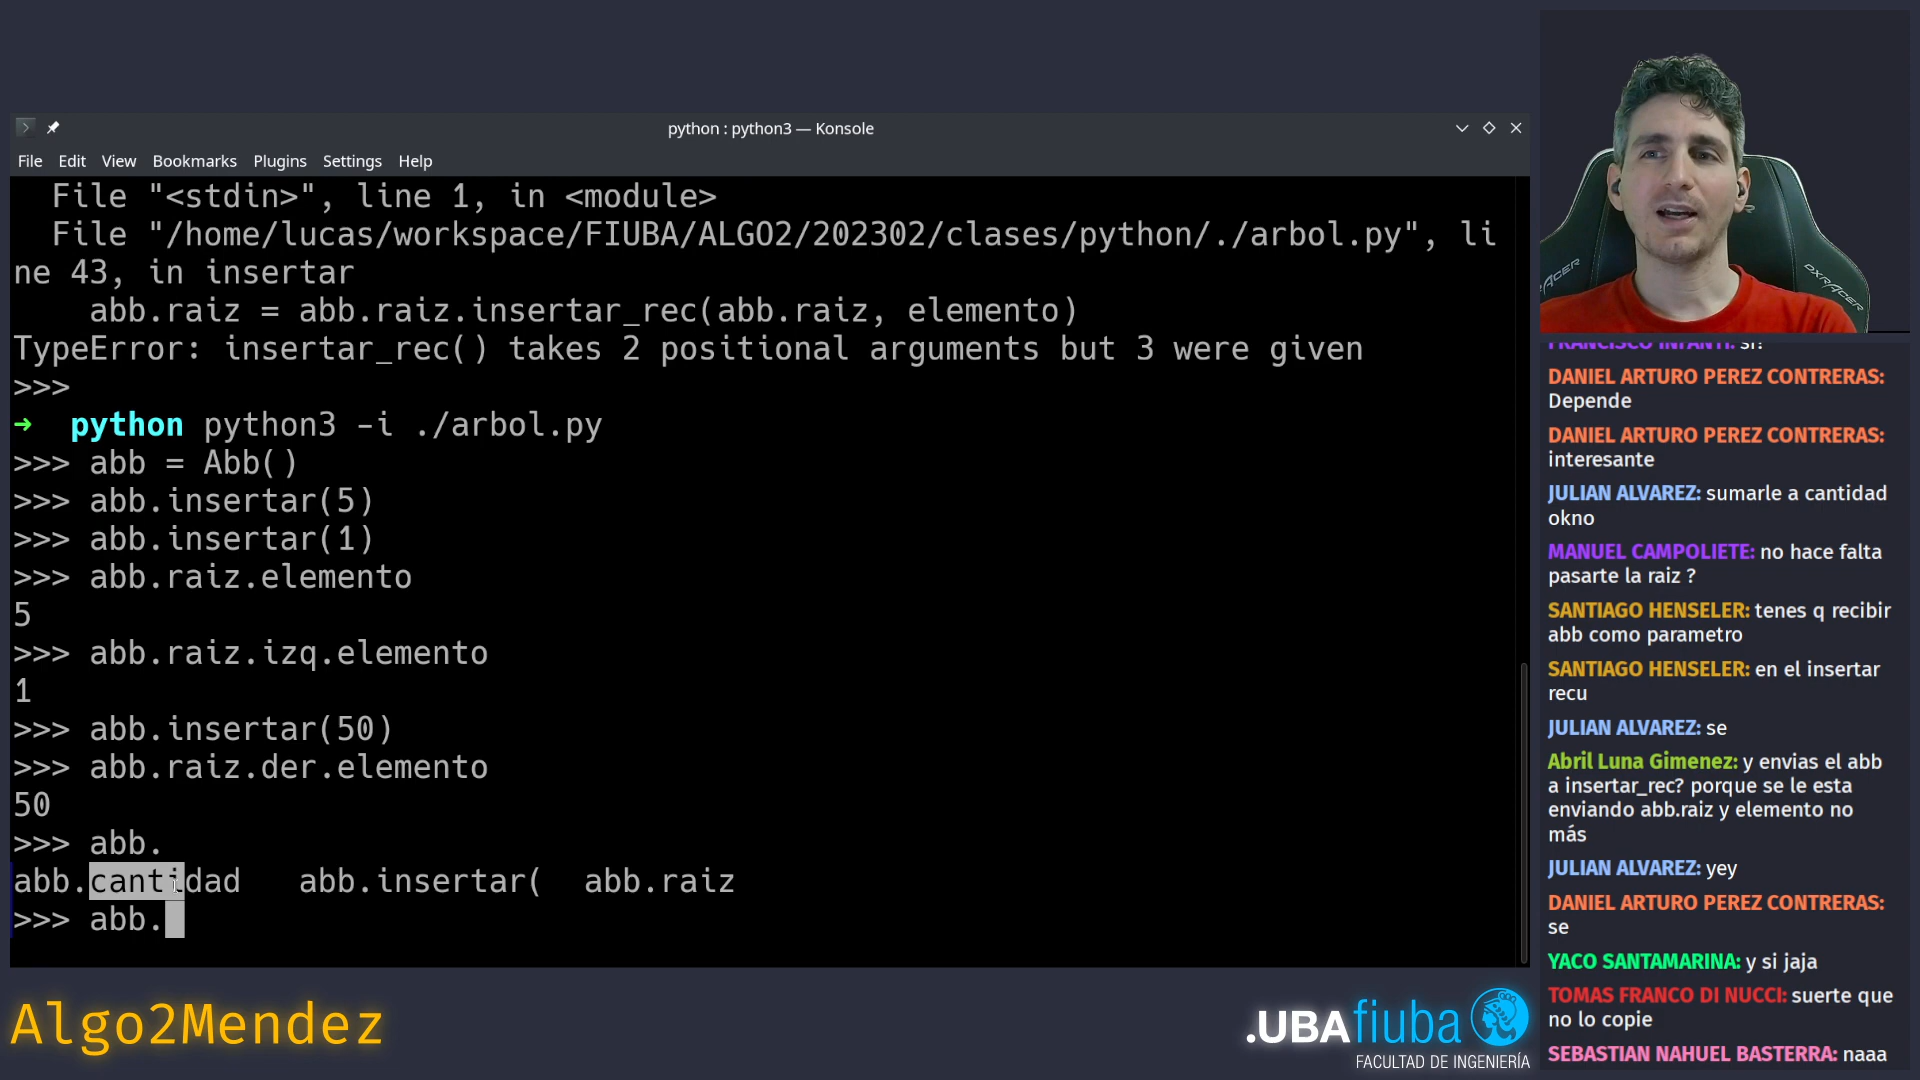 python : python3 — Konsole
File Edit View Bookmarks Plugins Settings Help
File "<stdin>", line 1, in <module>
File "/home/lucas/workspace/FIUBA/ALGO2/202302/clases/python/./arbol.py", li
ne 43, in insertar
abb.raiz = abb.raiz.insertar_rec(abb.raiz, elemento)
TypeError: insertar_rec() takes 2 positional arguments but 3 were given
>>>
➜ python python3 -i ./arbol.py
>>> abb = Abb()
>>> abb.insertar(5)
>>> abb.insertar(1)
>>> abb.raiz.elemento
5
>>> abb.raiz.izq.elemento
1
>>> abb.insertar(50)
>>> abb.raiz.der.elemento
50
>>> abb.
abb.cantidad abb.insertar( abb.raiz
>>> abb.
DXRACER
FRANCISCO INFANTI: si!
DANIEL ARTURO PEREZ CONTRERAS:
Depende
DANIEL ARTURO PEREZ CONTRERAS:
interesante
JULIAN ALVAREZ: sumarle a cantidad
okno
MANUEL CAMPOLIETE: no hace falta
pasarte la raiz ?
SANTIAGO HENSELER: tenes q recibir
abb como parametro
SANTIAGO HENSELER: en el insertar
recu
JULIAN ALVAREZ: se
Abril Luna Gimenez: y envias el abb
a insertar_rec? porque se le esta
enviando abb.raiz y elemento no
más
JULIAN ALVAREZ: yey
DANIEL ARTURO PEREZ CONTRERAS:
se
YACO SANTAMARINA: y si jaja
TOMAS FRANCO DI NUCCI: suerte que
no lo copie
SEBASTIAN NAHUEL BASTERRA: naaa
Algo2Mendez
.UBAfiuba
FACULTAD DE INGENIERÍA